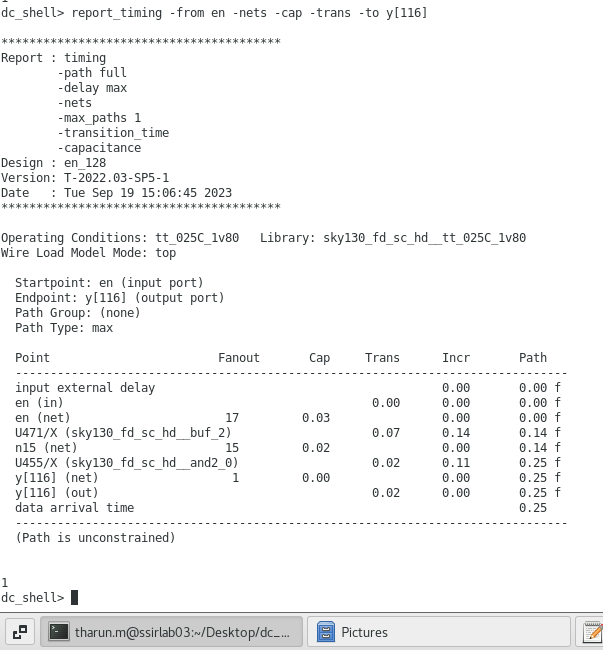 1
dc_shell> report_timing -from en -nets -cap -trans -to y[116]
****************************************
Report : timing
        -path full
        -delay max
        -nets
        -max_paths 1
        -transition_time
        -capacitance
Design : en_128
Version: T-2022.03-SP5-1
Date   : Tue Sep 19 15:06:45 2023
****************************************
Operating Conditions: tt_025C_1v80   Library: sky130_fd_sc_hd__tt_025C_1v80
Wire Load Model Mode: top
  Startpoint: en (input port)
  Endpoint: y[116] (output port)
  Path Group: (none)
  Path Type: max
  Point                        Fanout       Cap     Trans      Incr       Path
  -------------------------------------------------------------------------------
  input external delay                                         0.00       0.00 f
  en (in)                                            0.00      0.00       0.00 f
  en (net)                      17         0.03                0.00       0.00 f
  U471/X (sky130_fd_sc_hd__buf_2)                    0.07      0.14       0.14 f
  n15 (net)                     15         0.02                0.00       0.14 f
  U455/X (sky130_fd_sc_hd__and2_0)                   0.02      0.11       0.25 f
  y[116] (net)                   1         0.00                0.00       0.25 f
  y[116] (out)                                       0.02      0.00       0.25 f
  data arrival time                                                       0.25
  -------------------------------------------------------------------------------
  (Path is unconstrained)
1
dc_shell>
tharun.m@ssirlab03:~/Desktop/dc_... Pictures